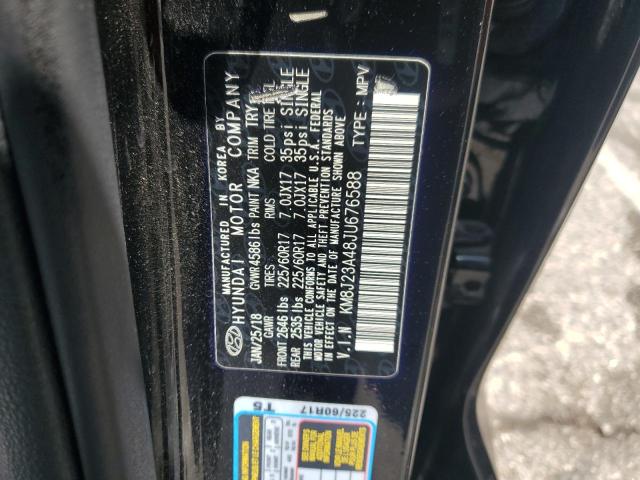 MANUFACTURED IN KOREA BY
HYUNDAI MOTOR COMPANY
JAN/25/18 GVWR4586lbs PAINT NKA TRIM TRY
GAWR TIRES RIMS COLD TIRE
FRONT 2646 lbs 225/60R17 7.0JX17 35psi SINGLE
REAR 2535 lbs 225/60R17 7.0JX17 35psi SINGLE
THIS VEHICLE CONFORMS TO ALL APPLICABLE U.S.A. FEDERAL
MOTOR VEHICLE SAFETY AND THEFT PREVENTION STANDARDS
IN EFFECT ON THE DATE OF MANUFACTURE SHOWN ABOVE
V.I.N KM8J23A48JU676588 TYPE: MPV
225/60R17 T5